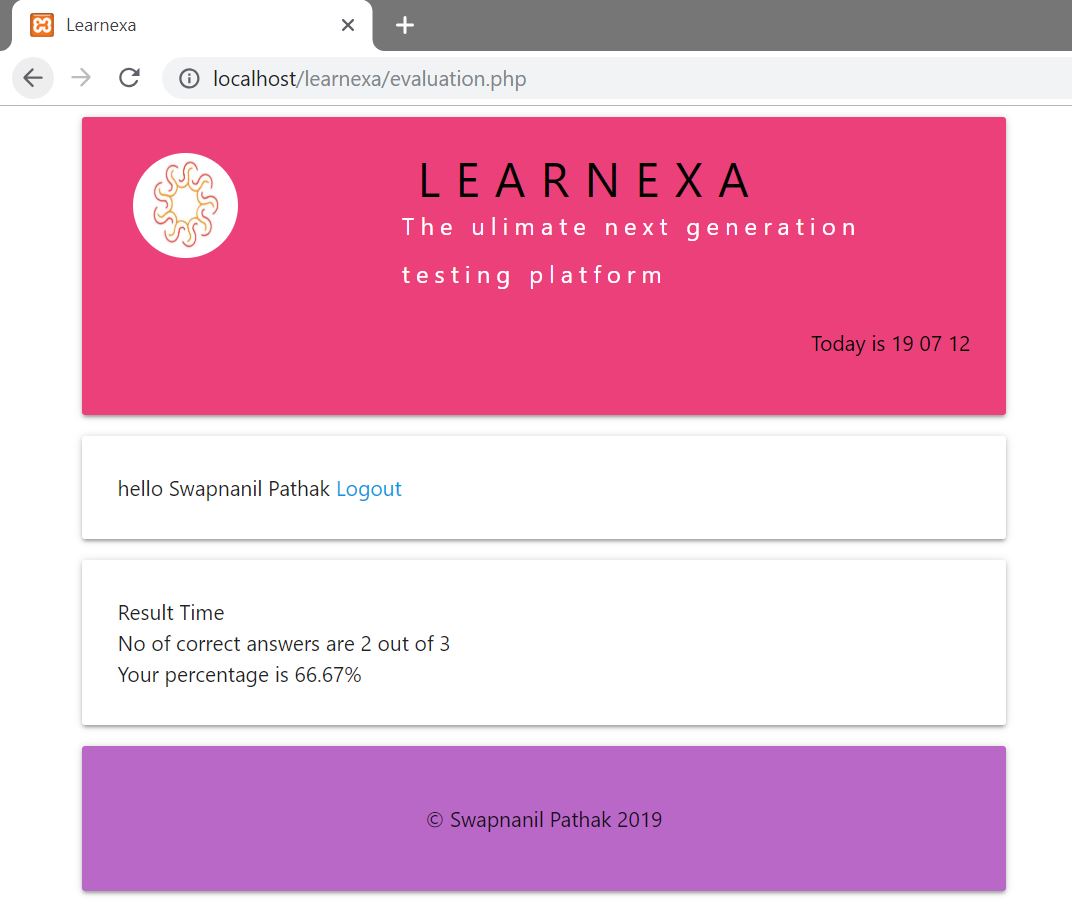 Learnexa
localhost/learnexa/evaluation.php
LEARNEXA
The ulimate next generation
testing platform
Today is 19 07 12
hello Swapnanil Pathak Logout
Result Time
No of correct answers are 2 out of 3
Your percentage is 66.67%
© Swapnanil Pathak 2019